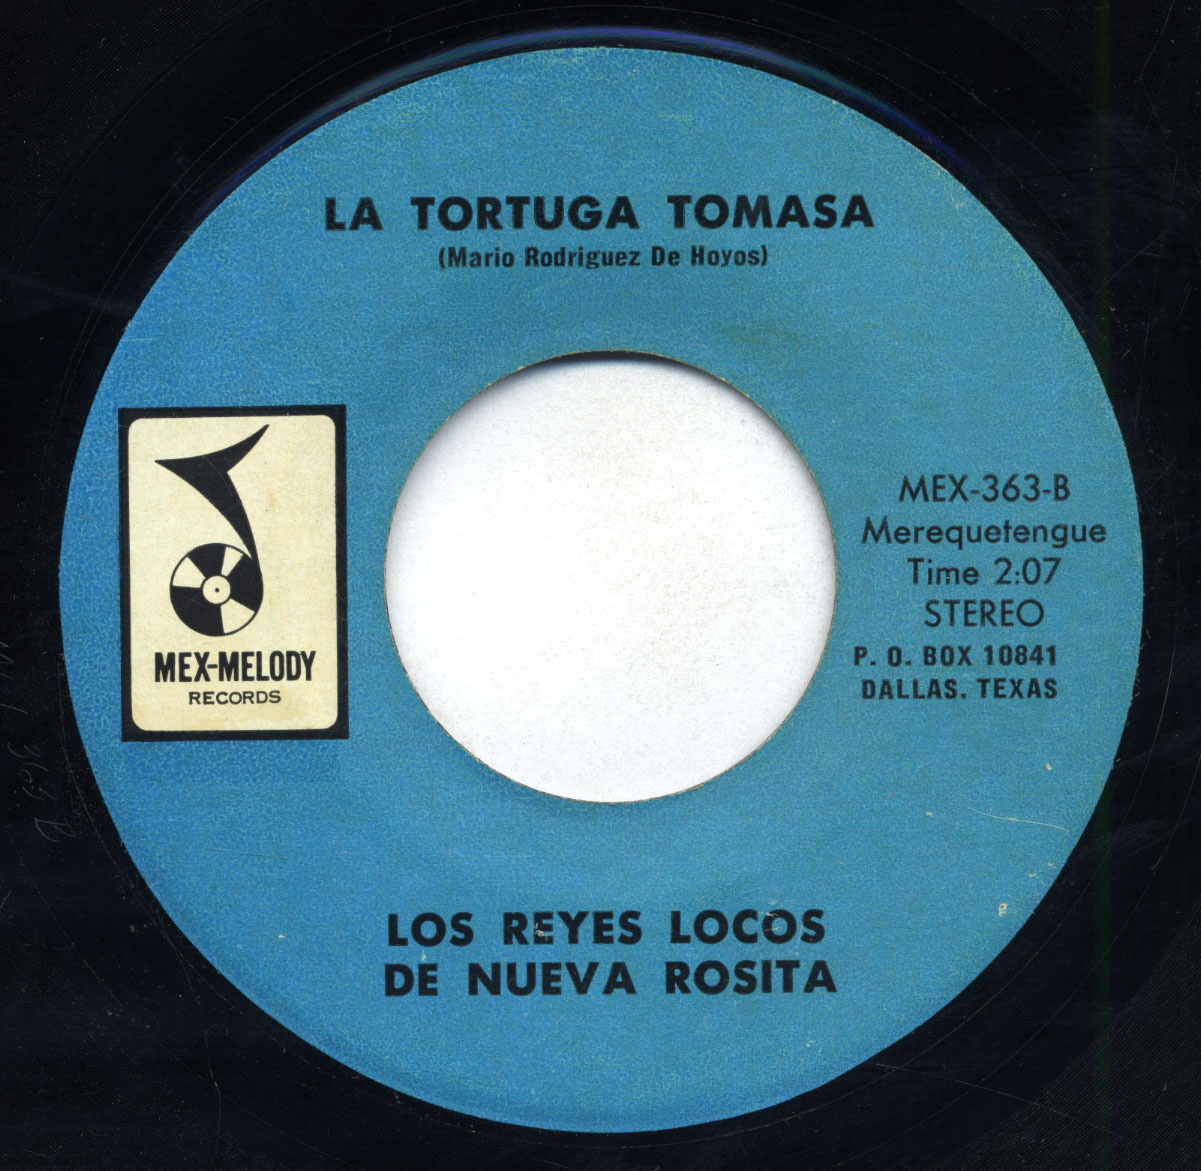 LA TORTUGA TOMASA
(Mario Rodriguez De Hoyos)
MEX-MELODY
RECORDS
MEX-363-B
Merequetengue
Time 2:07
STEREO
P. O. BOX 10841
DALLAS, TEXAS
LOS REYES LOCOS
DE NUEVA ROSITA